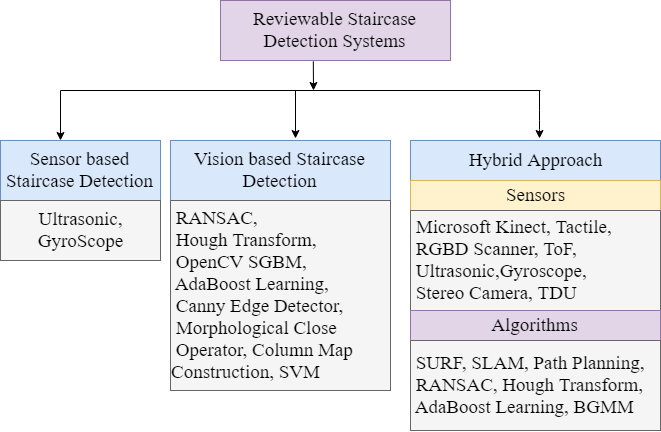 Reviewable Staircase
Detection Systems
Sensor based
Staircase Detection
Ultrasonic,
GyroScope
Vision based Staircase
Detection
RANSAC,
Hough Transform,
OpenCV SGBM,
AdaBoost Learning,
Canny Edge Detector,
Morphological Close
Operator, Column Map
Construction, SVM
Hybrid Approach
Sensors
Microsoft Kinect, Tactile,
RGBD Scanner, ToF,
Ultrasonic,Gyroscope,
Stereo Camera, TDU
Algorithms
SURF, SLAM, Path Planning,
RANSAC, Hough Transform,
AdaBoost Learning, BGMM